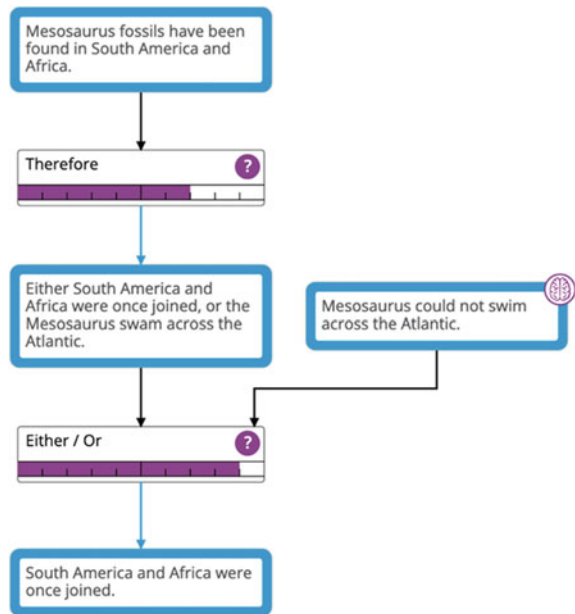 Mesosaurus fossils have been
found in South America and
Africa.
Therefore
?
Either South America and
Africa were once joined, or the
Mesosaurus swam across the
Atlantic.
Mesosaurus could not swim
across the Atlantic.
Either / Or
?
South America and Africa were
once joined.